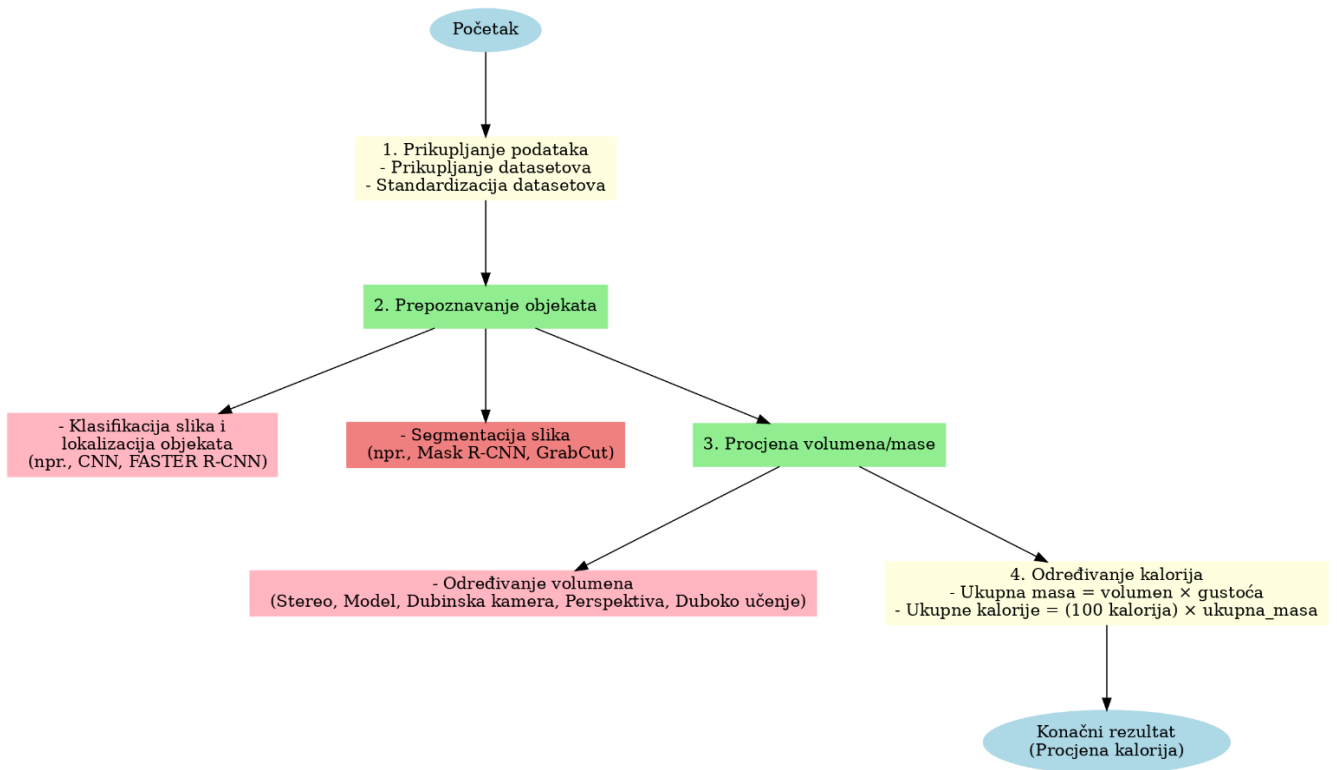 Početak
1. Prikupljanje podataka
- Prikupljanje datasetova
- Standardizacija datasetova
2. Prepoznavanje objekata
- Klasifikacija slika i
lokalizacija objekata
(npr., CNN, FASTER R-CNN)
- Segmentacija slika
(npr., Mask R-CNN, GrabCut)
3. Procjena volumena/mase
- Određivanje volumena
(Stereo, Model, Dubinska kamera, Perspektiva, Duboko učenje)
4. Određivanje kalorija
- Ukupna masa = volumen × gustoća
- Ukupne kalorije = (100 kalorija) × ukupna_masa
Konačni rezultat
(Procjena kalorija)